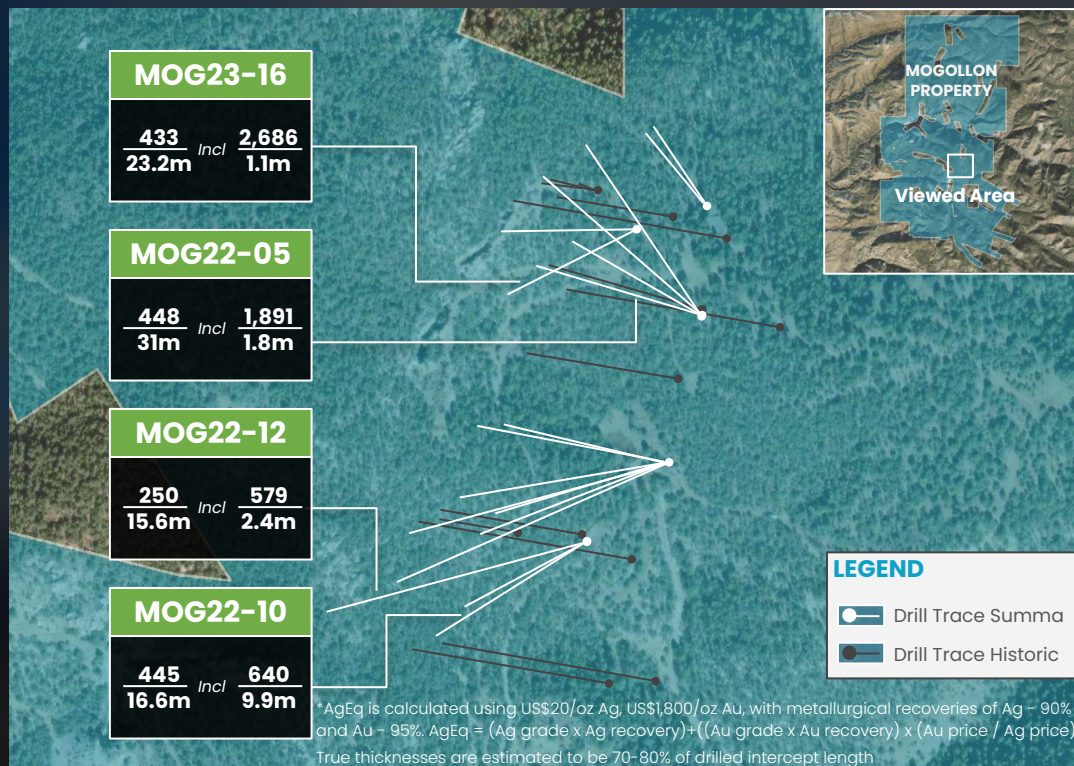 MOG23-16
433 Incl 2,686
23.2m 1.1m
MOG22-05
448 Incl 1,891
31m 1.8m
MOG22-12
250 Incl 579
15.6m 2.4m
MOG22-10
445 Incl 640
16.6m 9.9m
MOGOLLON
PROPERTY
Viewed Area
LEGEND
Drill Trace Summa
Drill Trace Historic
*AgEq is calculated using US$20/oz Ag, US$1,800/oz Au, with metallurgical recoveries of Ag - 90%
and Au - 95%. AgEq = (Ag grade x Ag recovery)+((Au grade x Au recovery) x (Au price / Ag price)
True thicknesses are estimated to be 70-80% of drilled intercept length